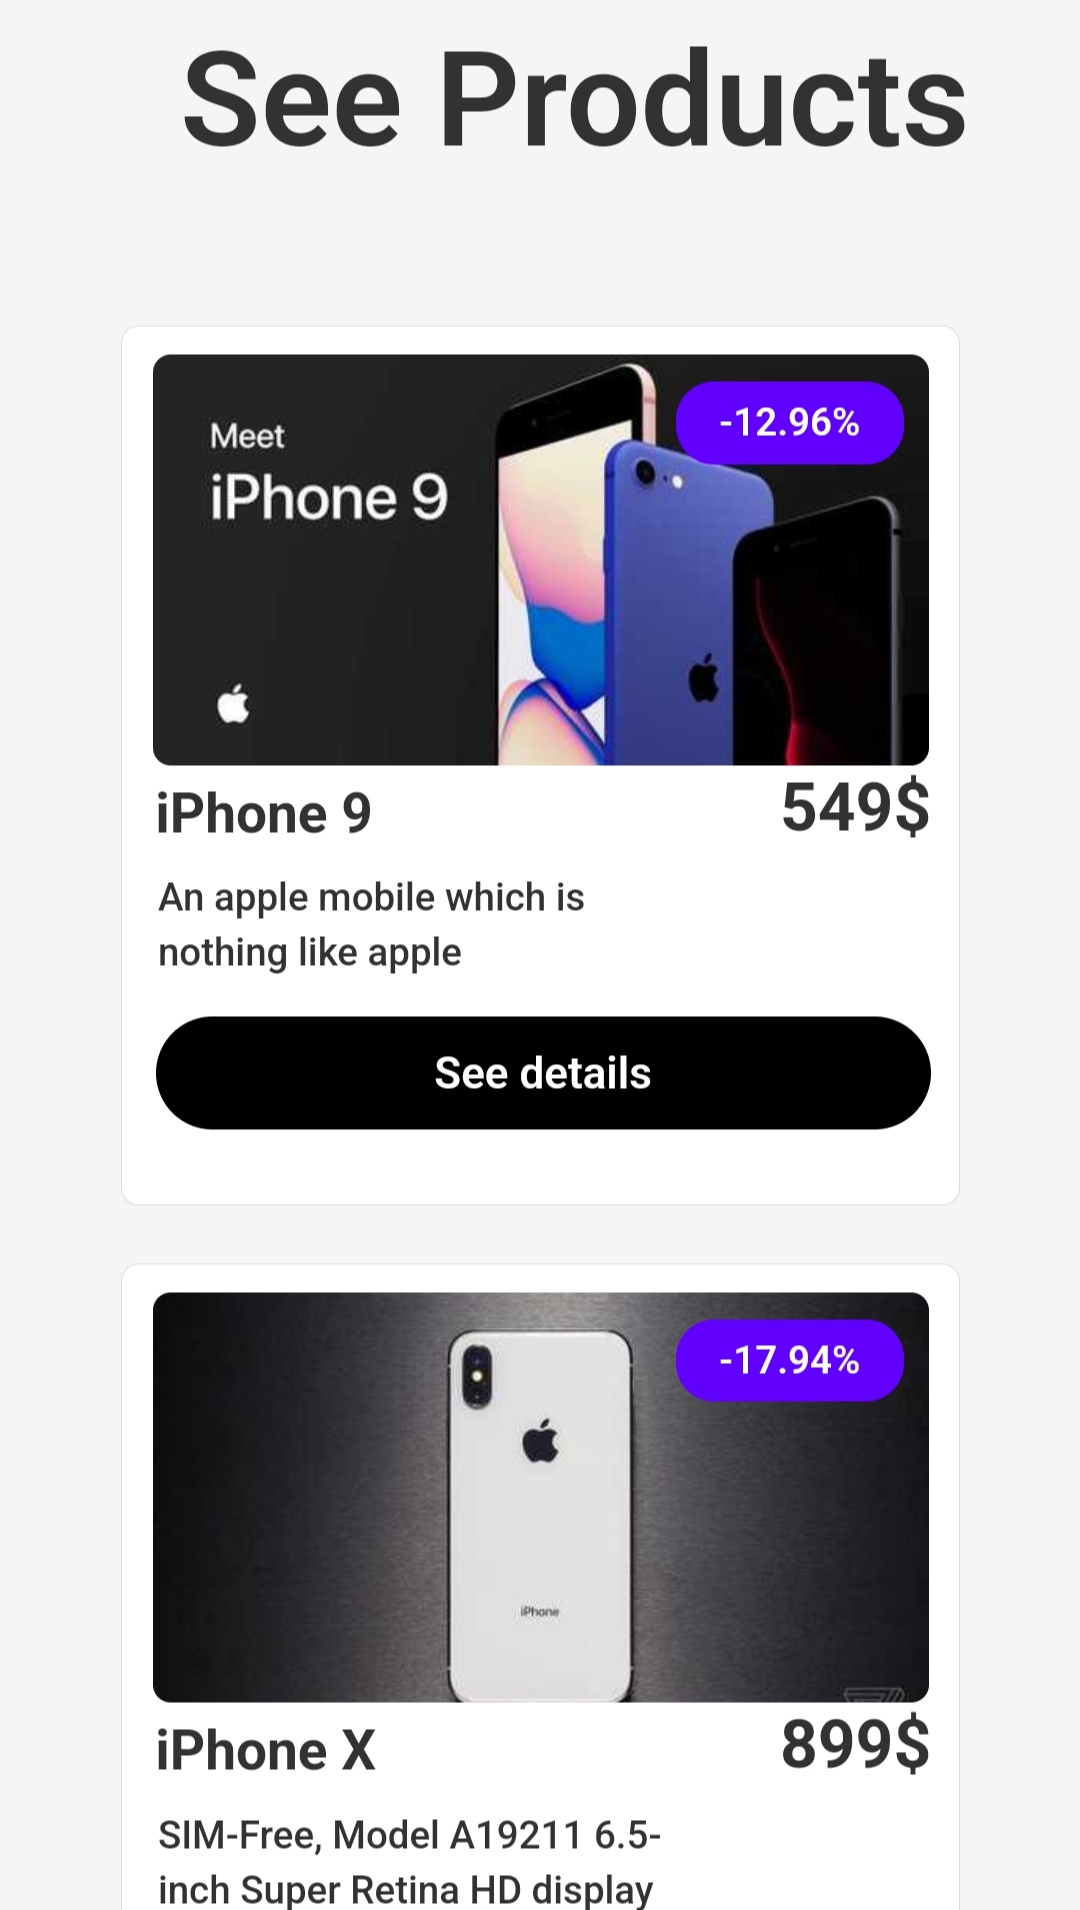 See Products
-12.96%
Meet
iPhone 9
iPhone 9
549$
An apple mobile which is
nothing like apple
See details
-17.94%
iPhone
iPhone X
899$
SIM-Free, Model A19211 6.5-
inch Super Retina HD display